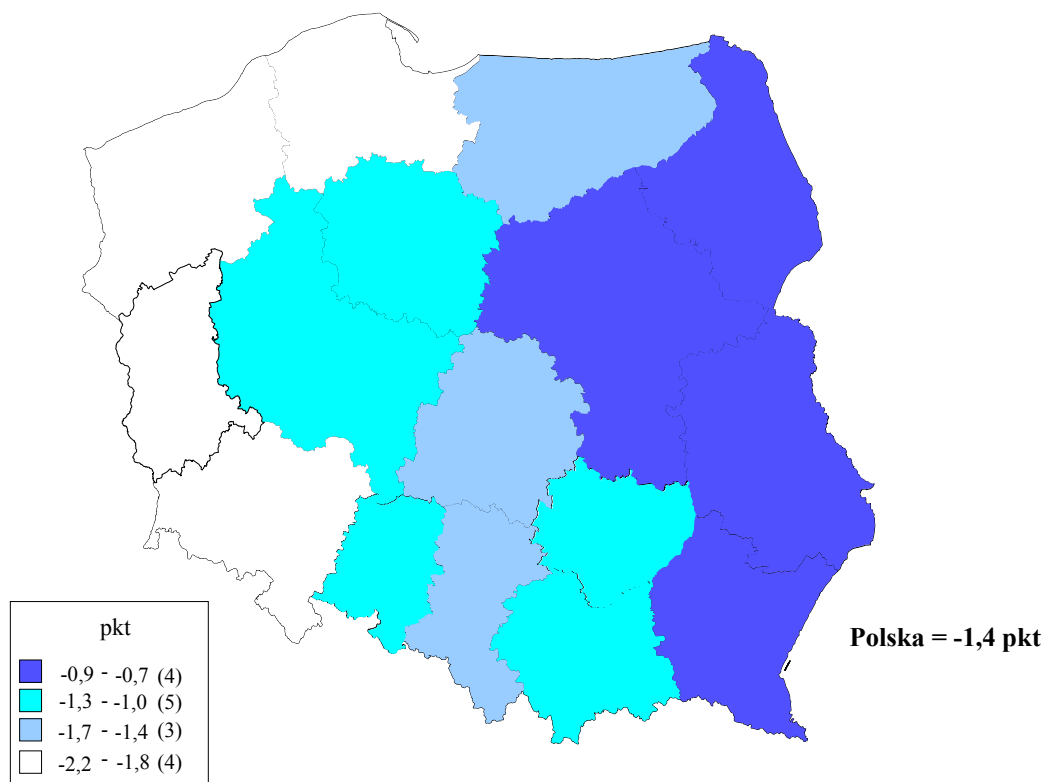 pkt
-0,9 - -0,7 (4)
-1,3 - -1,0 (5)
-1,7 - -1,4 (3)
-2,2 - -1,8 (4)
Polska = -1,4 pkt